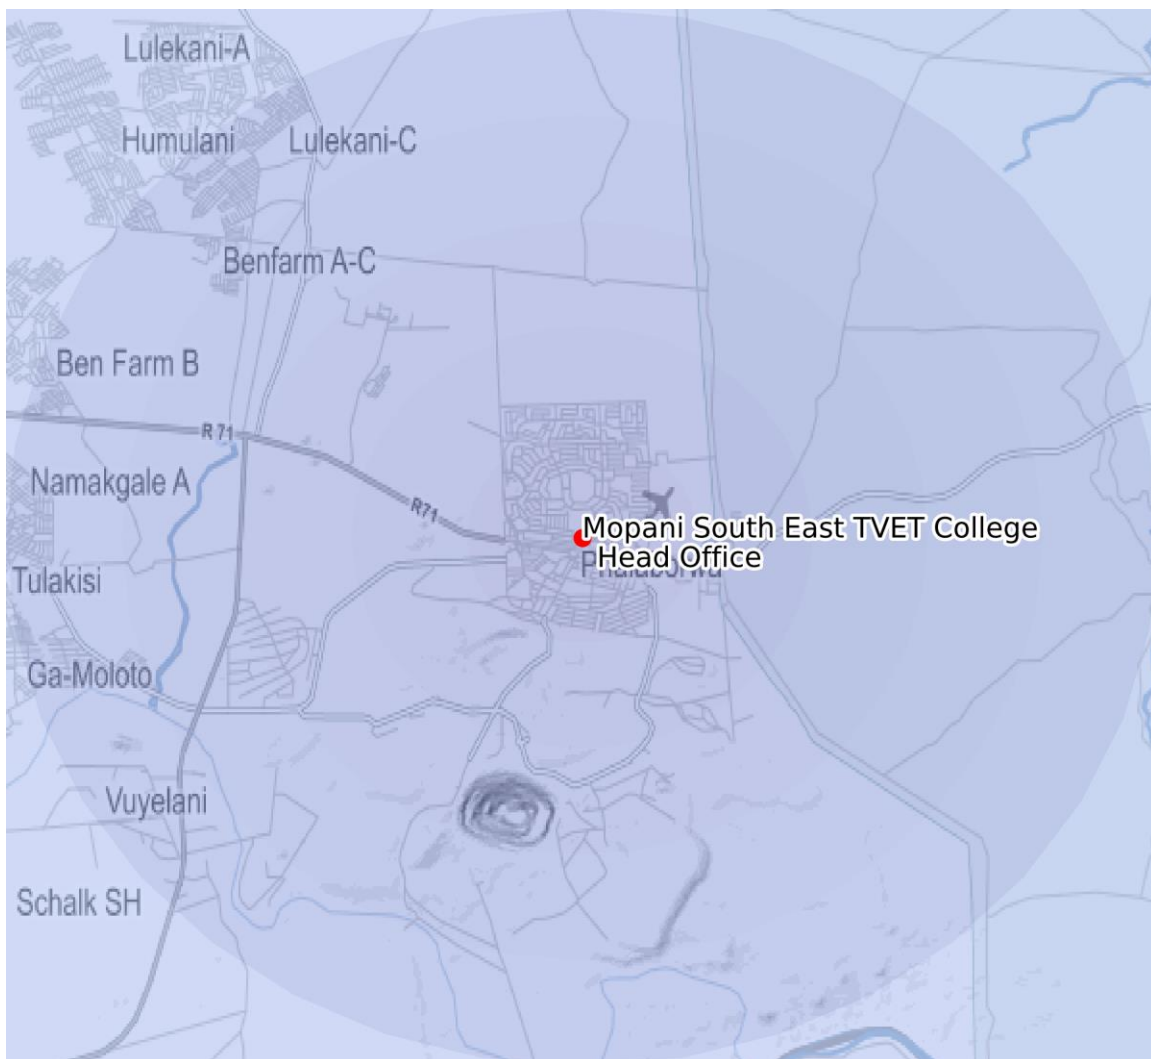 Lulekani-A
Humulani
Lulekani-C
Benfarm A-C
Ben Farm B
R 71
Namakgale A
R71
Mopani South East TVET College
Head Office
Phalaborwa
Tulakisi
Ga-Moloto
Vuyelani
Schalk SH